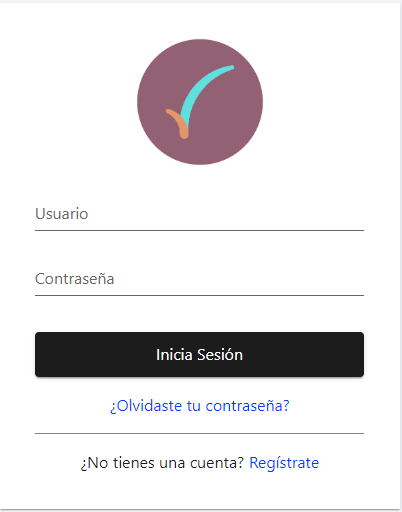 Usuario
Contraseña
Inicia Sesión
¿Olvidaste tu contraseña?
¿No tienes una cuenta? Regístrate